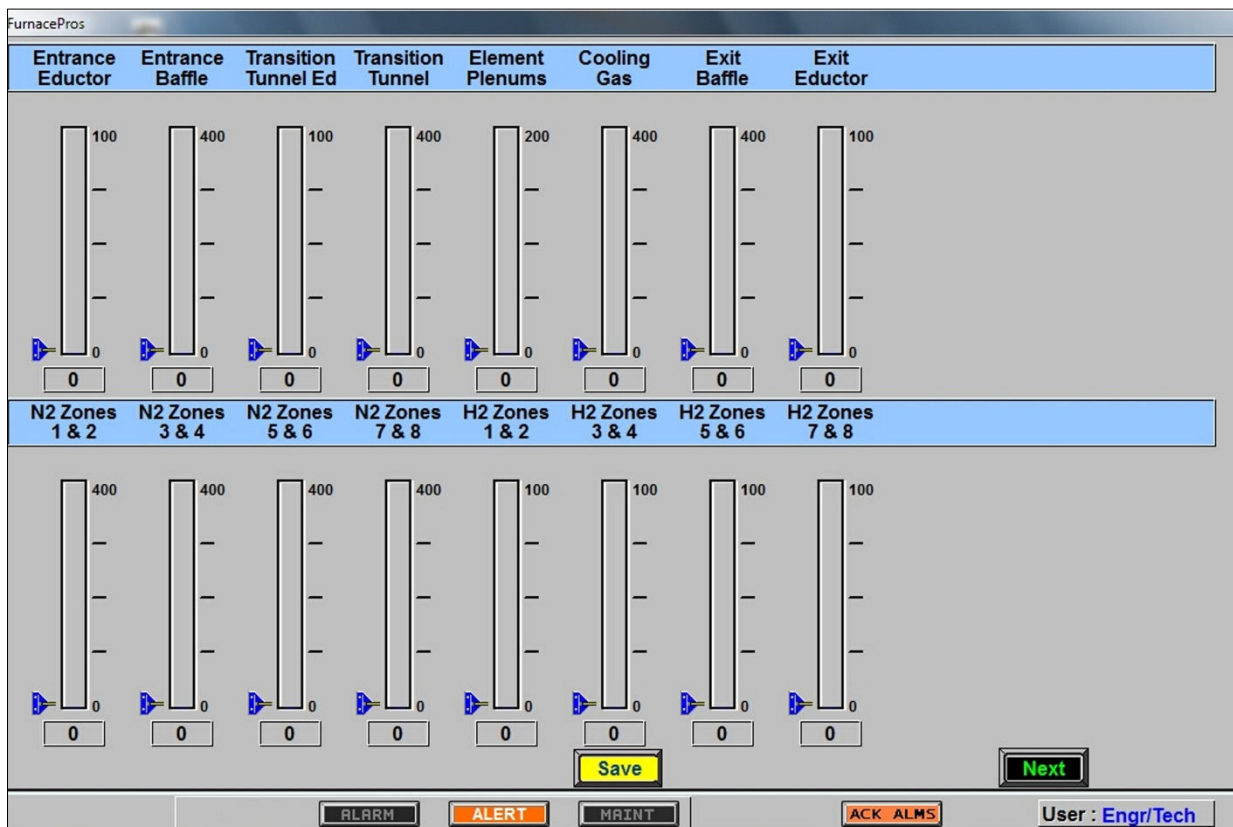 FurnacePros
Entrance Eductor
Entrance Baffle
Transition Tunnel Ed
Transition Tunnel
Element Plenums
Cooling Gas
Exit Baffle
Exit Eductor
100 400 100 400 200 400 400 100
0 0 0 0 0 0 0 0
0 0 0 0 0 0 0 0
N2 Zones 1 & 2
N2 Zones 3 & 4
N2 Zones 5 & 6
N2 Zones 7 & 8
H2 Zones 1 & 2
H2 Zones 3 & 4
H2 Zones 5 & 6
H2 Zones 7 & 8
400 400 400 400 100 100 100 100
0 0 0 0 0 0 0 0
0 0 0 0 0 0 0 0
Save
Next
ALARM ALERT MAINT ACK ALMS User : Engr/Tech